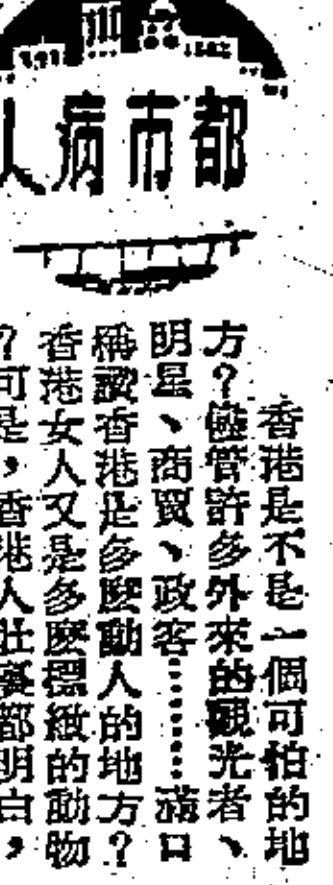 都市病人
香港是不是一個可怕的地
方？儘管許多外來的觀光者、
明星、商賈、政客⋯⋯滿口
稱讚香港是多麼動人的地方？
香港女人又是多麼標緻的動物
？可是，香港人壯都明白，